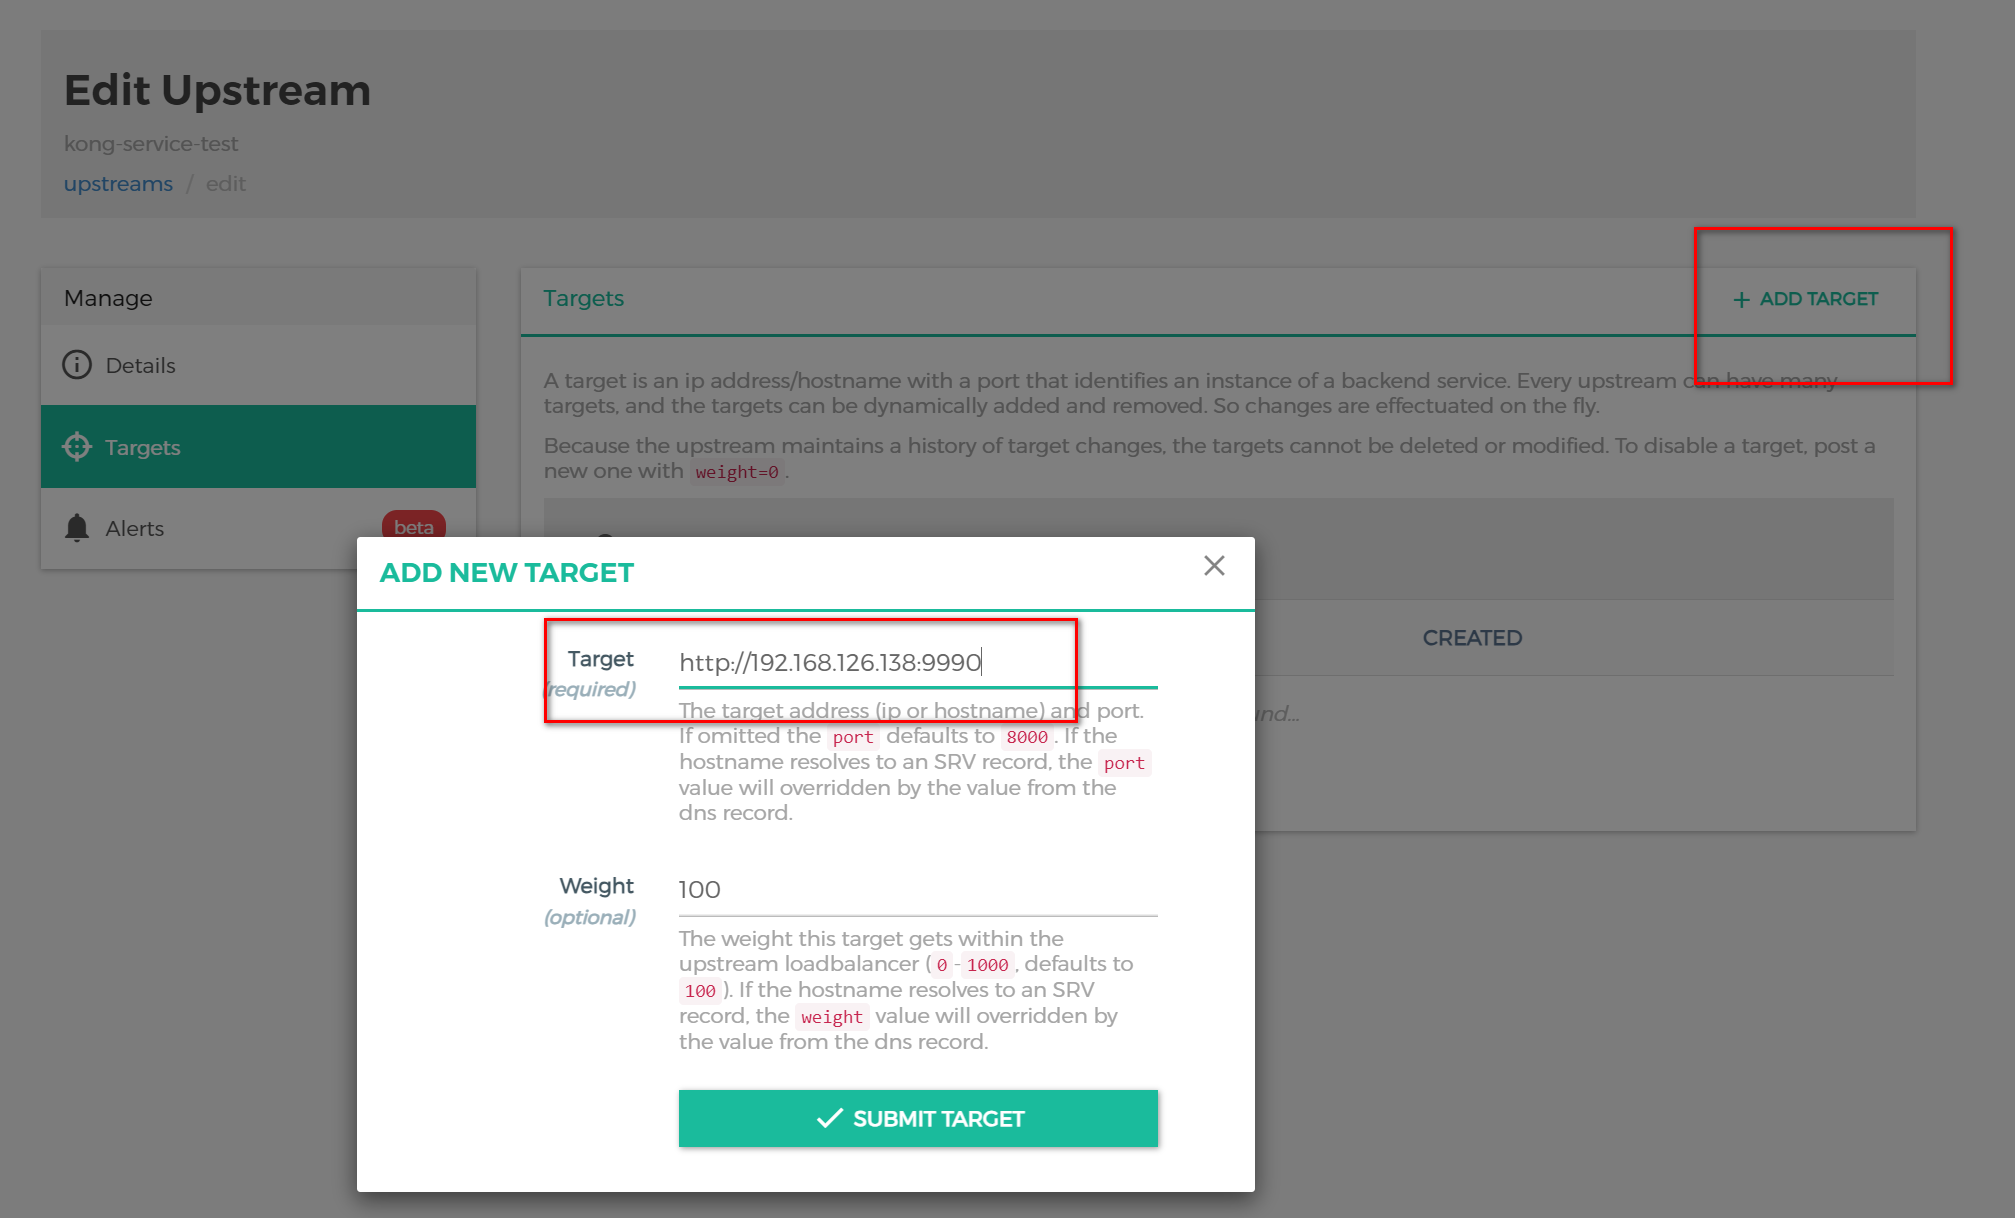 Edit Upstream
kong-service-test
upstreams / edit
Manage
Details
Targets
Alerts
beta
Targets
+ ADD TARGET
A target is an ip address/hostname with a port that identifies an instance of a backend service. Every upstream can have many
targets, and the targets can be dynamically added and removed. So changes are effectuated on the fly.
Because the upstream maintains a history of target changes, the targets cannot be deleted or modified. To disable a target, post a
new one with weight=0.
CREATED
ADD NEW TARGET
Target
(required)
http://192.168.126.138:9990
The target address (ip or hostname) and port.
If omitted the port defaults to 8000. If the
hostname resolves to an SRV record, the port
value will overridden by the value from the
dns record.
Weight
(optional)
100
The weight this target gets within the
upstream loadbalancer (0-1000, defaults to
100). If the hostname resolves to an SRV
record, the weight value will overridden by
the value from the dns record.
SUBMIT TARGET